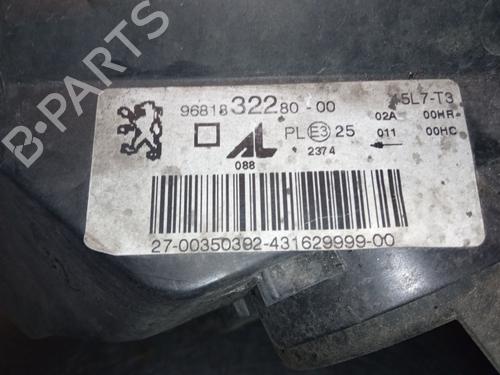 96818 322 80-00
45L7-T3
02A 00HR
AL PL E3 25 011 00HC
088 2374
27-00350392-431629999-00
B-PARTS